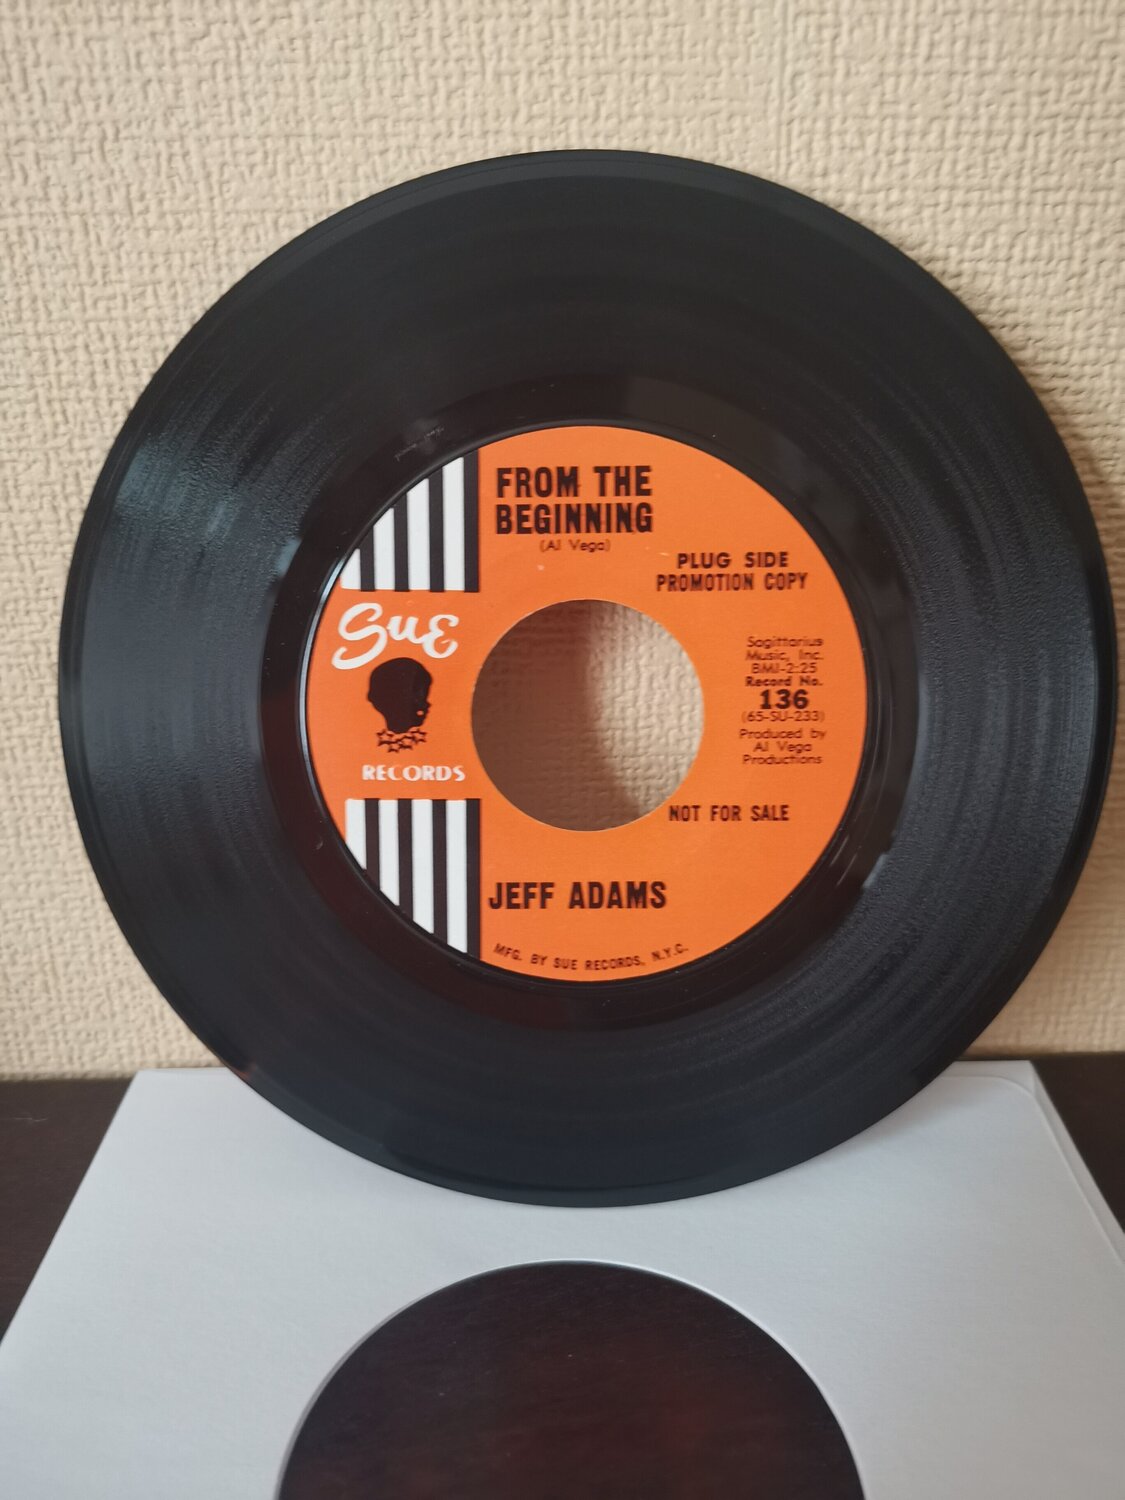 FROM THE
BEGINNING
(Al Vega)
PLUG SIDE
PROMOTION COPY
Sue
RECORDS
Sagittarius
Music, Inc.
BMI-2:25
Record No.
136
(65-SU-233)
Produced by
Al Vega
Productions
NOT FOR SALE
JEFF ADAMS
MFG. BY SUE RECORDS, N.Y.C.